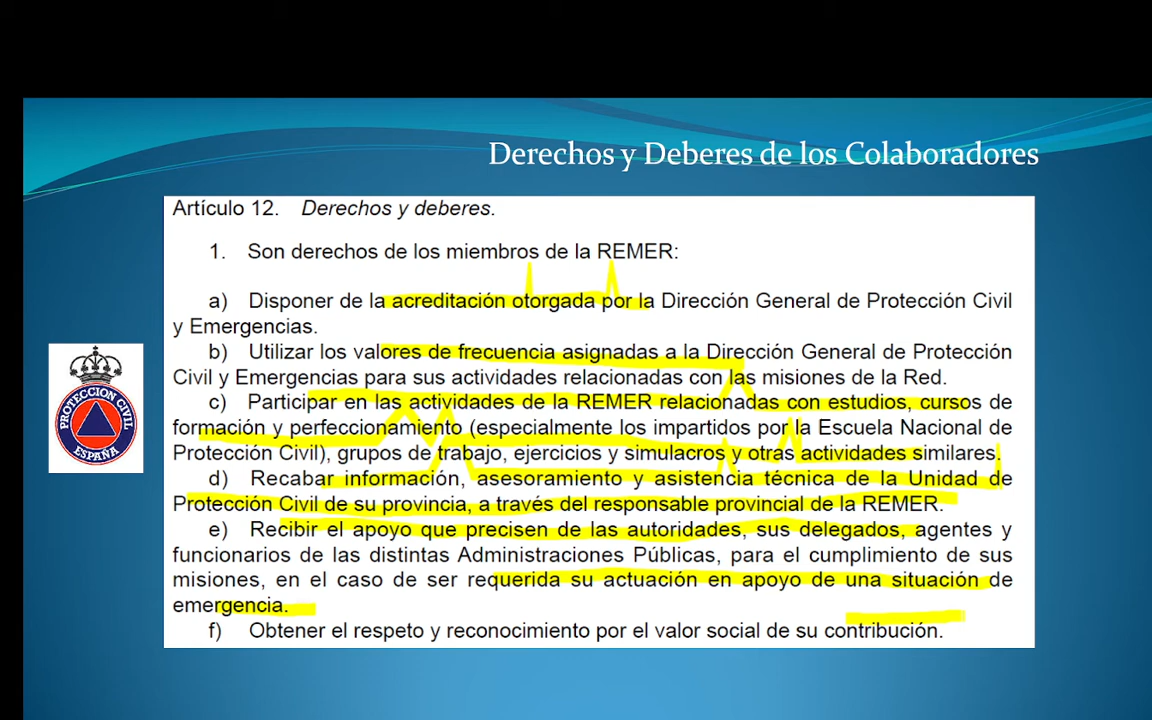 Derechos y Deberes de los Colaboradores
Artículo 12. Derechos y deberes.
1. Son derechos de los miembros de la REMER:
a) Disponer de la acreditación otorgada por la Dirección General de Protección Civil
y Emergencias.
b) Utilizar los valores de frecuencia asignadas a la Dirección General de Protección
Civil y Emergencias para sus actividades relacionadas con las misiones de la Red.
c) Participar en las actividades de la REMER relacionadas con estudios, cursos de
formación y perfeccionamiento (especialmente los impartidos por la Escuela Nacional de
Protección Civil), grupos de trabajo, ejercicios y simulacros y otras actividades similares.
d) Recabar información, asesoramiento y asistencia técnica de la Unidad de
Protección Civil de su provincia, a través del responsable provincial de la REMER.
e) Recibir el apoyo que precisen de las autoridades, sus delegados, agentes y
funcionarios de las distintas Administraciones Públicas, para el cumplimiento de sus
misiones, en el caso de ser requerida su actuación en apoyo de una situación de
emergencia.
f) Obtener el respeto y reconocimiento por el valor social de su contribución.
PROTECCION CIVIL
ESPAÑA